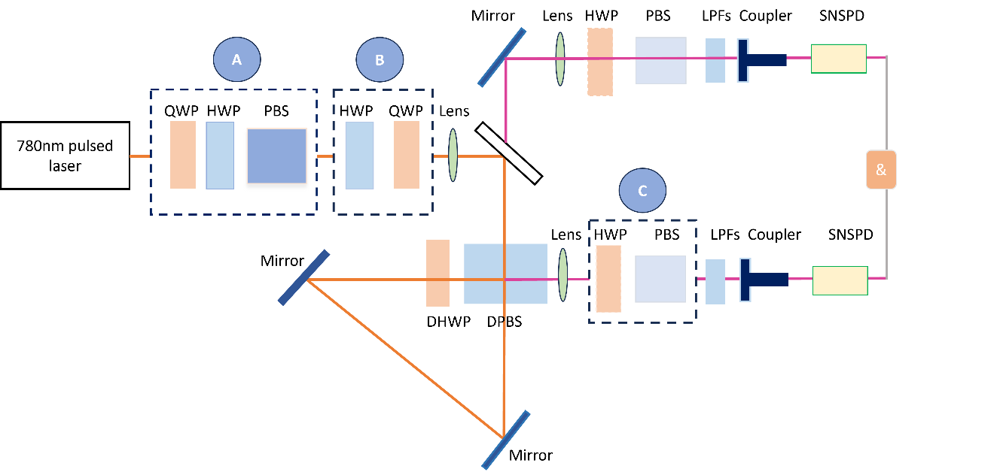 Mirror Lens HWP PBS LPFs Coupler SNSPD
A B
QWP HWP PBS HWP QWP Lens
780nm pulsed
laser
&
C
Lens HWP PBS LPFs Coupler SNSPD
Mirror
DHWP DPBS
Mirror